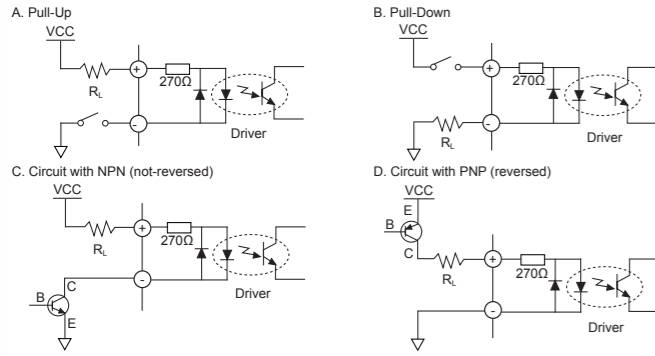 A. Pull-Up
VCC
+
270Ω
RL
-
Driver
B. Pull-Down
VCC
+
270Ω
-
RL
Driver
C. Circuit with NPN (not-reversed)
VCC
+
270Ω
RL
-
C
B
E
Driver
D. Circuit with PNP (reversed)
VCC
E
B
C
+
RL
270Ω
-
Driver